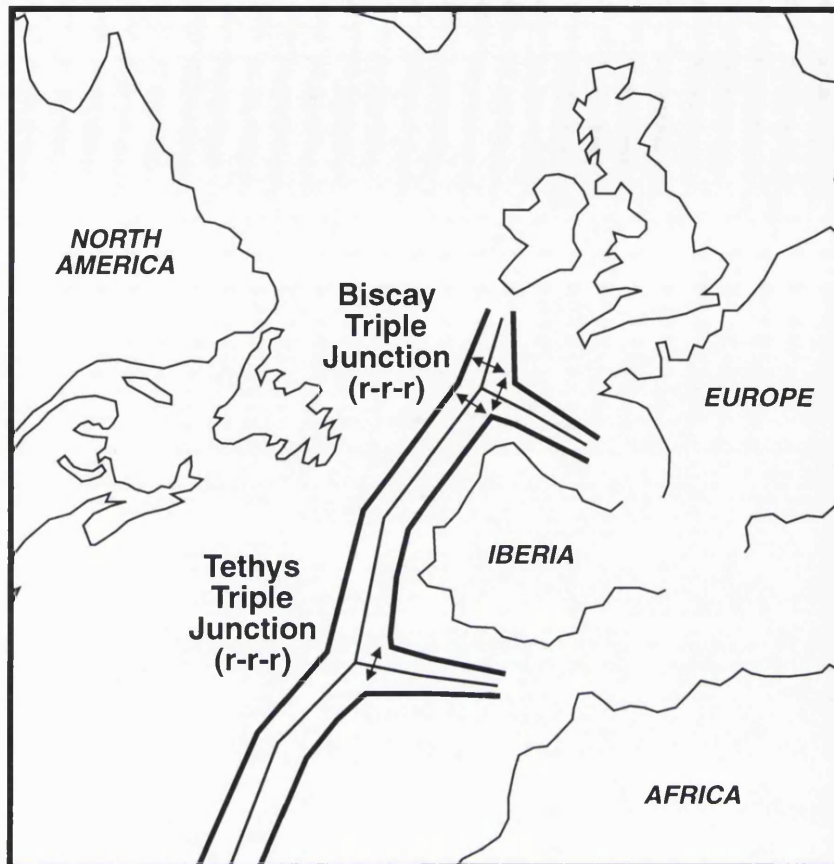 NORTH
AMERICA
Biscay
Triple
Junction
(r-r-r)
EUROPE
IBERIA
Tethys
Triple
Junction
(r-r-r)
AFRICA